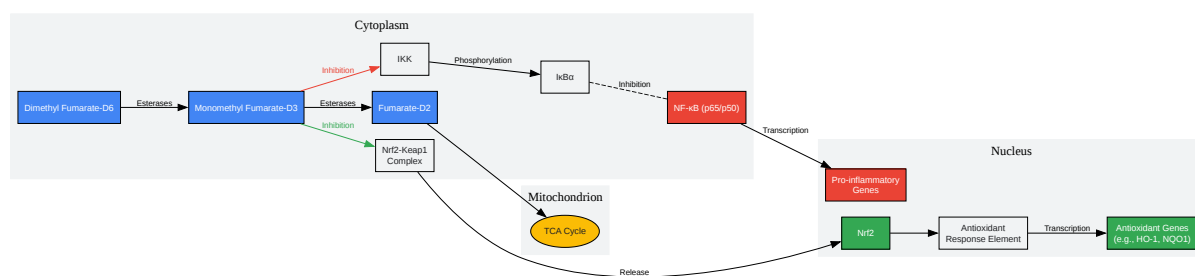 Cytoplasm
IKK
Phosphorylation
IκBα
Inhibition
Inhibition
Dimethyl Fumarate-D6
Esterases
Monomethyl Fumarate-D3
Esterases
Fumarate-D2
NF-κB (p65/p50)
Inhibition
Nrf2-Keap1
Complex
Transcription
Nucleus
Pro-inflammatory
Genes
Mitochondrion
TCA Cycle
Nrf2
Antioxidant
Response Element
Transcription
Antioxidant Genes
(e.g., HO-1, NQO1)
Release